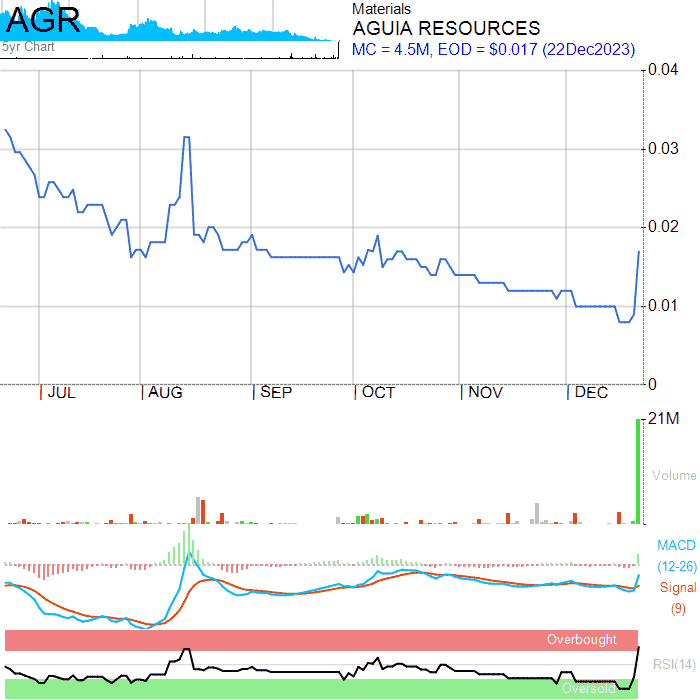 AGR
5yr Chart
Materials
AGUIA RESOURCES
MC = 4.5M, EOD = $0.017 (22Dec2023)
0.04
0.03
0.02
0.01
0
JUL AUG SEP OCT NOV DEC
21M
Volume
MACD
(12-26)
Signal
(9)
Overbought
RSI(14)
Oversold